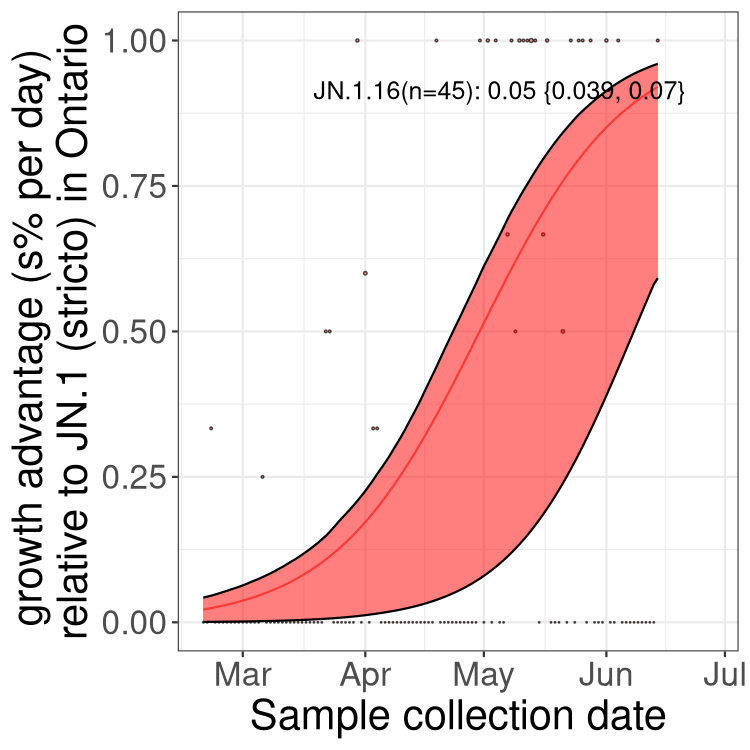 growth advantage (s% per day)
relative to JN.1 (stricto) in Ontario
1.00
0.75
0.50
0.25
0.00
JN.1.16(n=45): 0.05 {0.039, 0.07}
Mar Apr May Jun Jul
Sample collection date